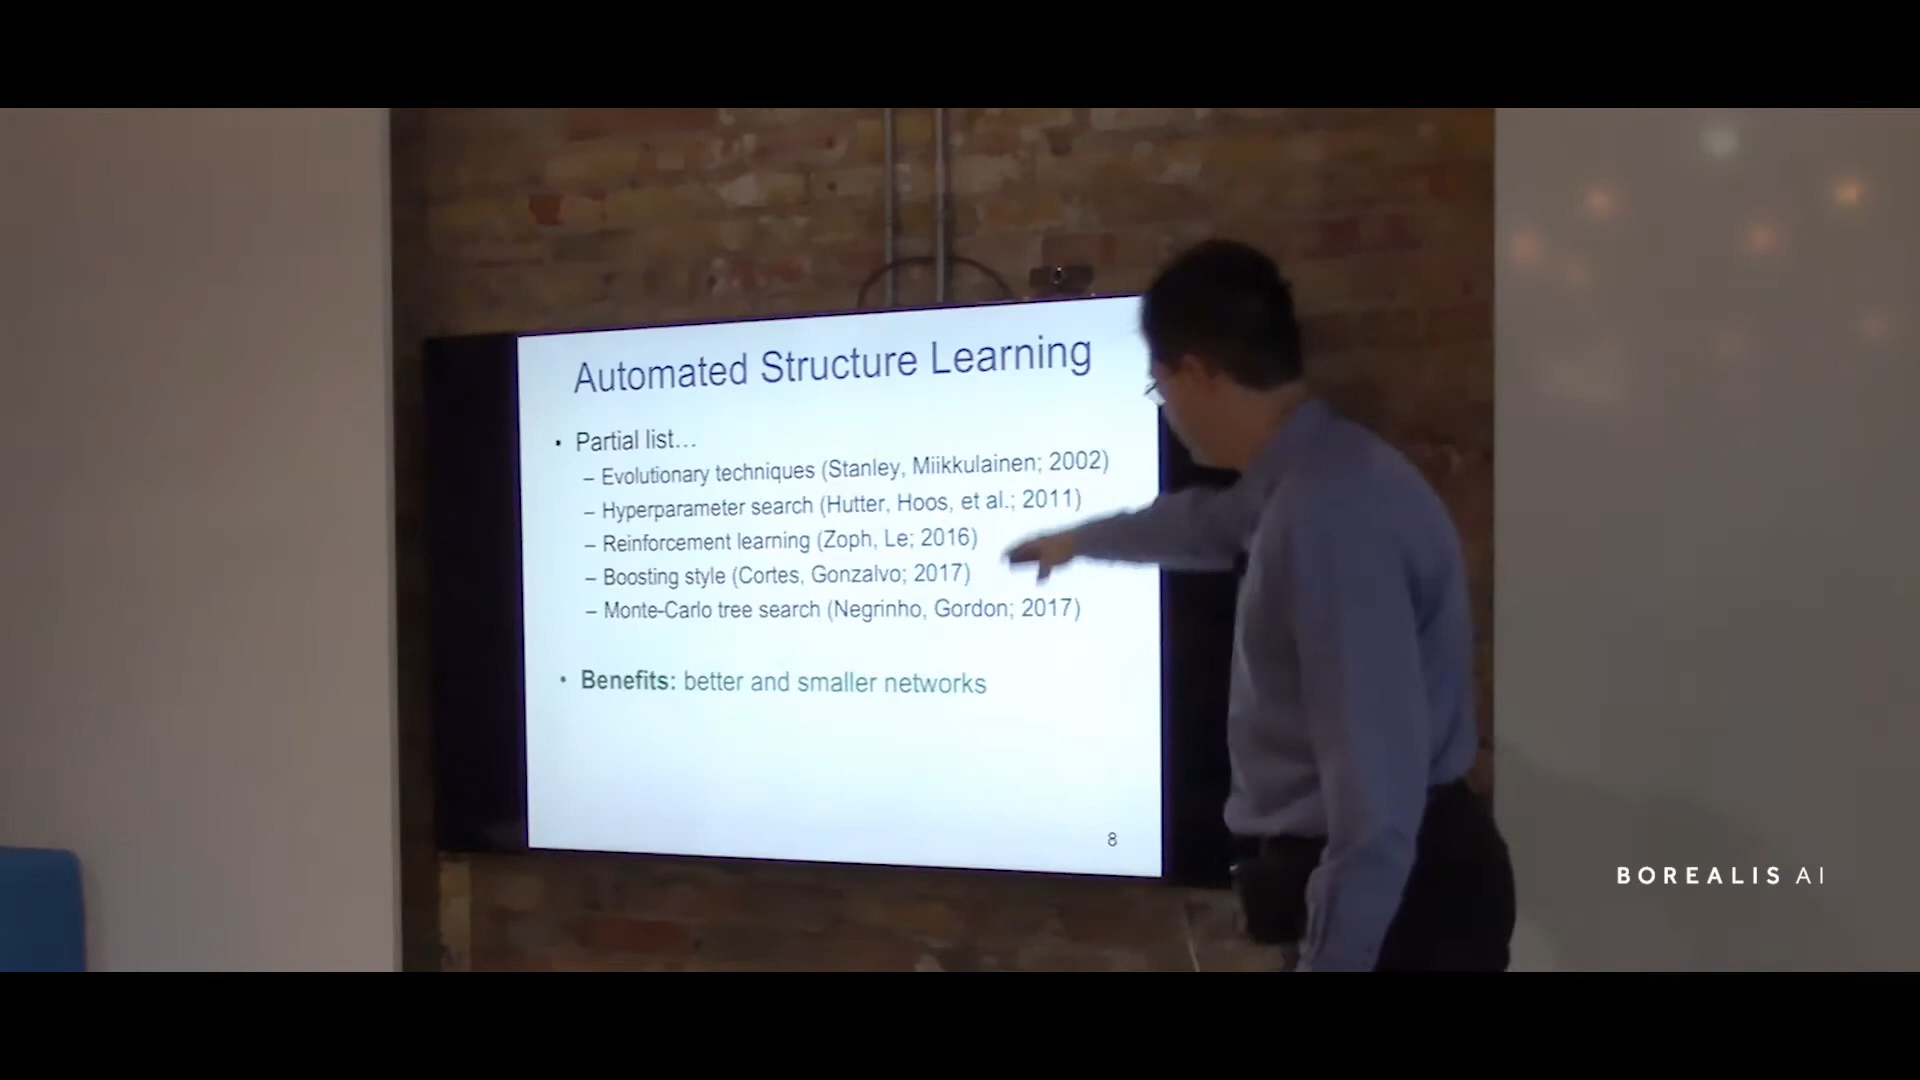 Automated Structure Learning
• Partial list…
– Evolutionary techniques (Stanley, Miikkulainen; 2002)
– Hyperparameter search (Hutter, Hoos, et al.; 2011)
– Reinforcement learning (Zoph, Le; 2016)
– Boosting style (Cortes, Gonzalvo; 2017)
– Monte-Carlo tree search (Negrinho, Gordon; 2017)
• Benefits: better and smaller networks
8
BOREALIS AI